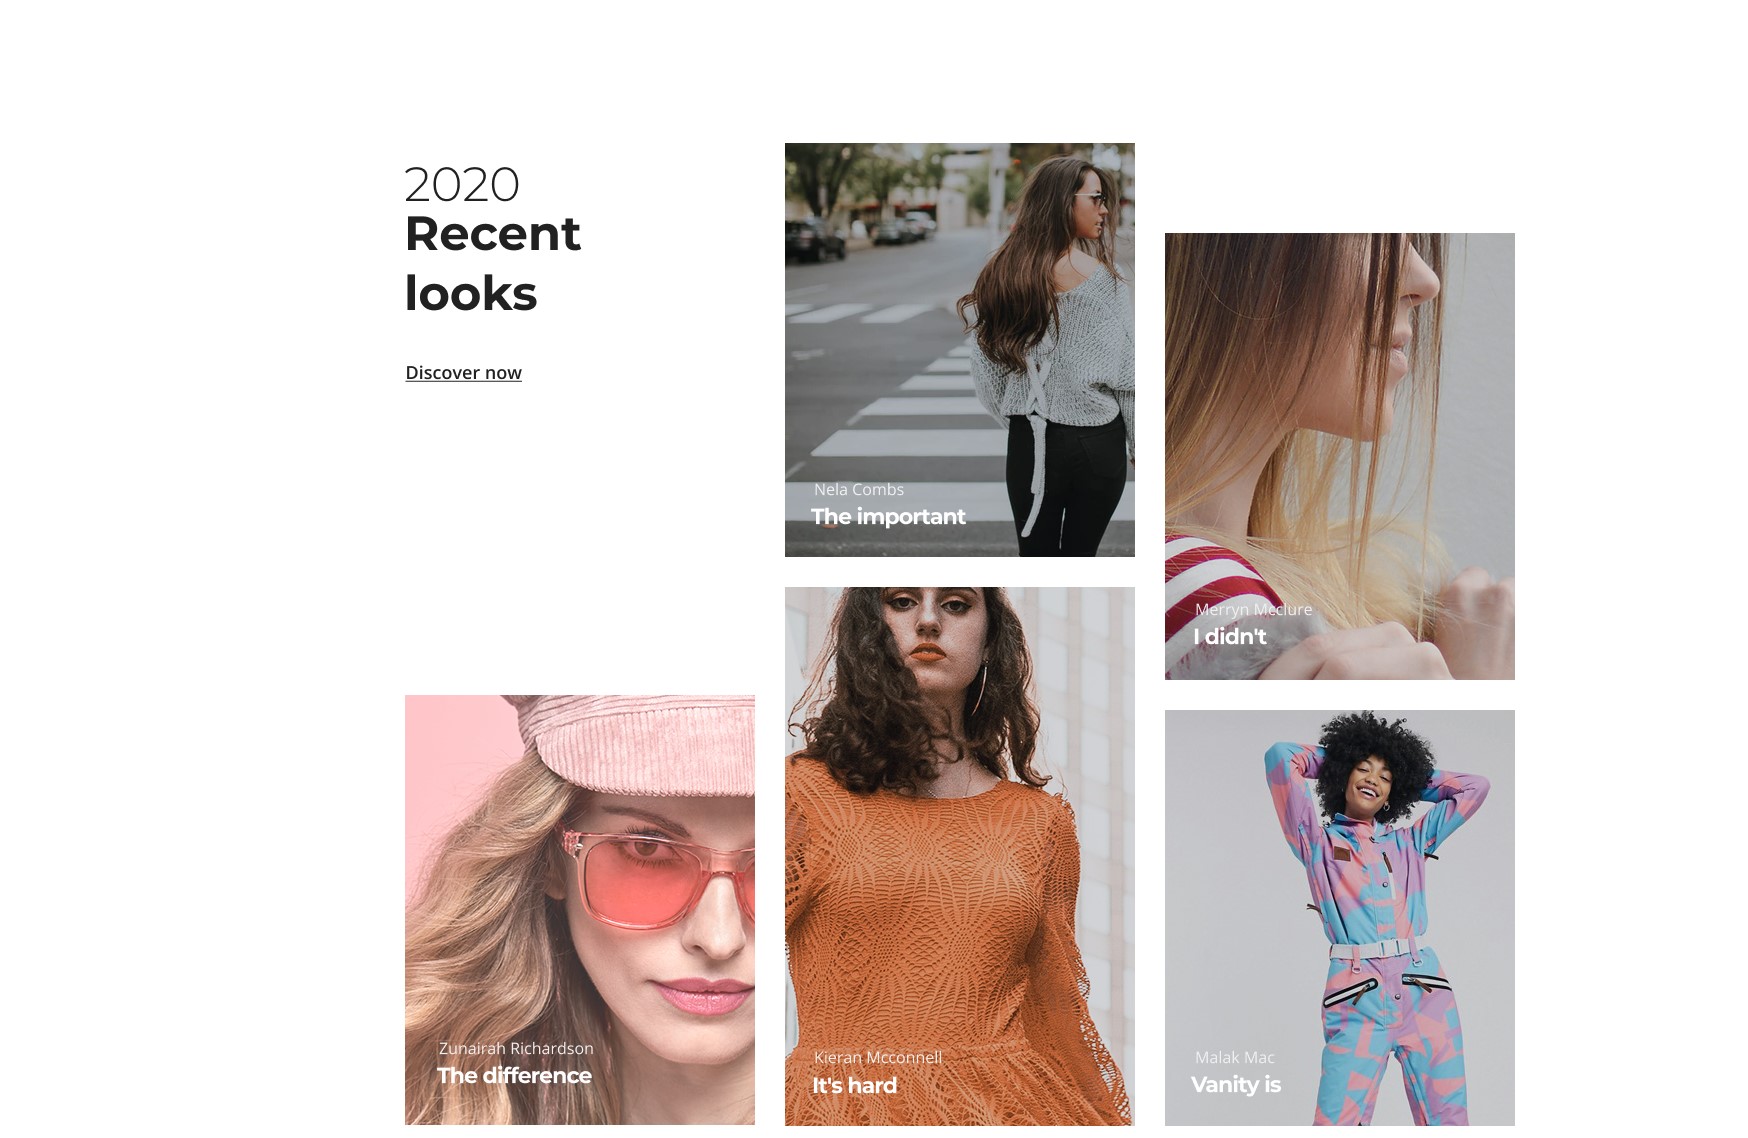 2020
Recent
looks
Discover now
Nela Combs
The important
Merryn Mcclure
I didn't
Zunairah Richardson
The difference
Kieran Mcconnell
It's hard
Malak Mac
Vanity is